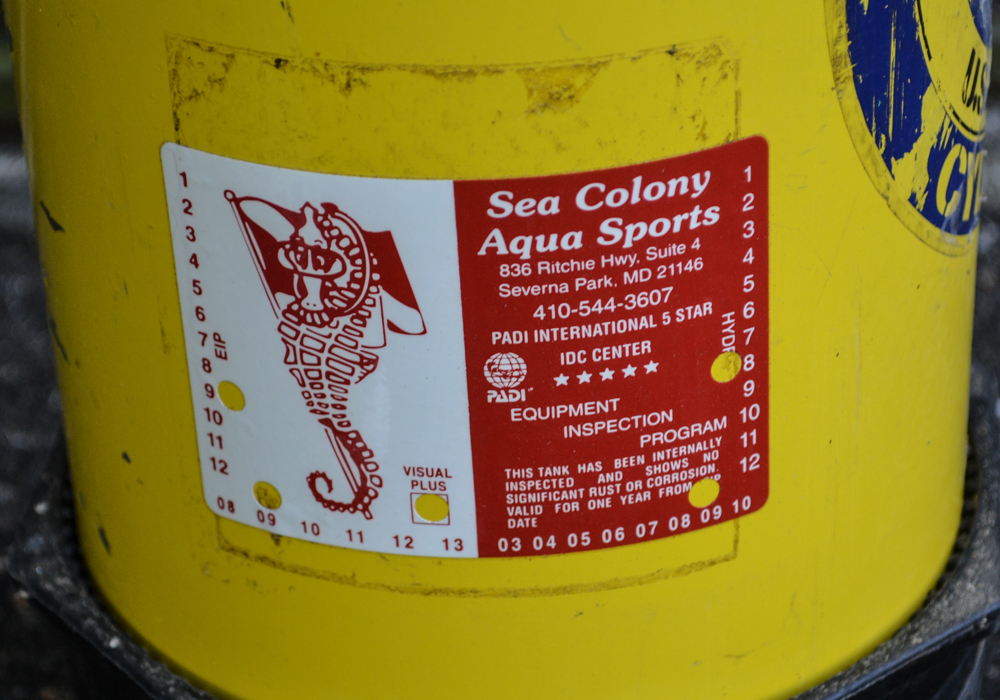 1
2
3
4
5
6
7
8
9
10
11
12
EIP
08 09 10 11 12 13
VISUAL
PLUS
Sea Colony
Aqua Sports
836 Ritchie Hwy, Suite 4
Severna Park, MD 21146
410-544-3607
PADI INTERNATIONAL 5 STAR
IDC CENTER
PADI
EQUIPMENT
INSPECTION
PROGRAM
THIS TANK HAS BEEN INTERNALLY
INSPECTED AND SHOWS NO
SIGNIFICANT RUST OR CORROSION.
VALID FOR ONE YEAR FROM
DATE
03 04 05 06 07 08 09 10
1
2
3
4
5
6
7
8
9
10
11
12